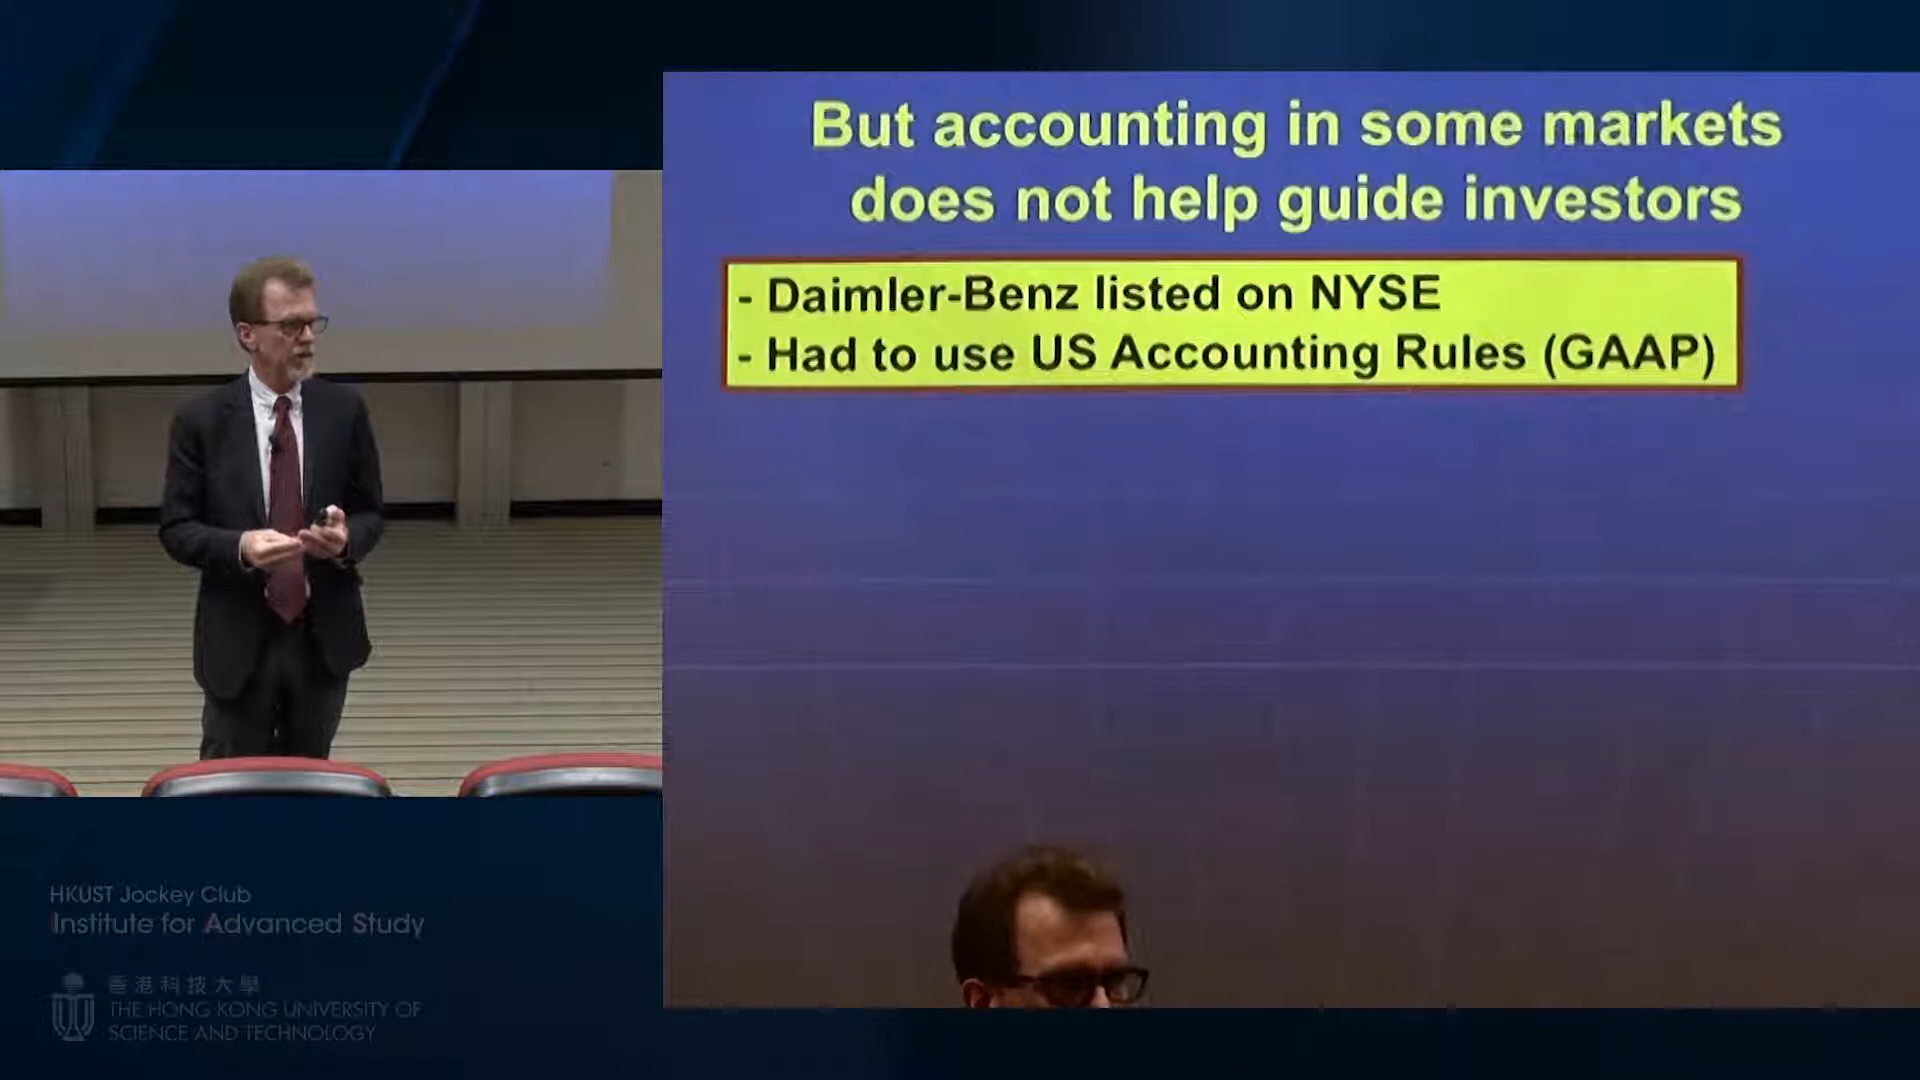 But accounting in some markets
does not help guide investors
- Daimler-Benz listed on NYSE
- Had to use US Accounting Rules (GAAP)
HKUST Jockey Club
Institute for Advanced Study
香港科技大學
THE HONG KONG UNIVERSITY OF
SCIENCE AND TECHNOLOGY